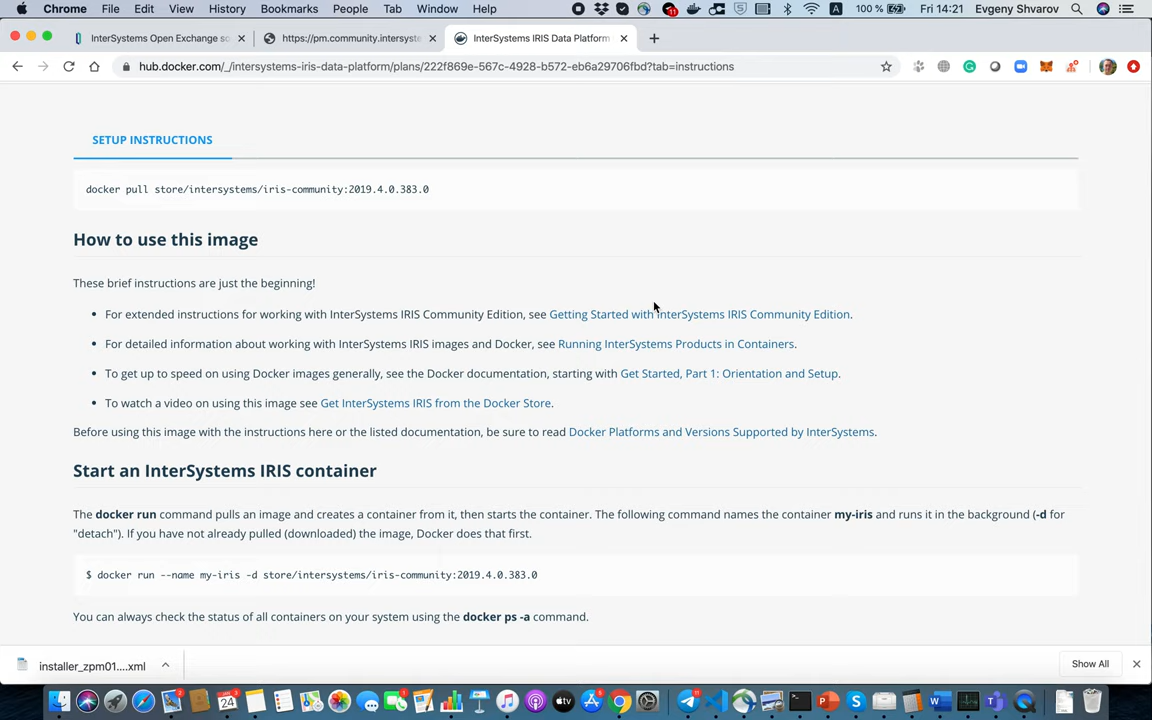 Chrome File Edit View History Bookmarks People Tab Window Help 11 A 100 % Fri 14:21 Evgeny Shvarov
InterSystems Open Exchange so × https://pm.community.intersyste × InterSystems IRIS Data Platform × +
hub.docker.com/_/intersystems-iris-data-platform/plans/222f869e-567c-4928-b572-eb6a29706fbd?tab=instructions
SETUP INSTRUCTIONS
docker pull store/intersystems/iris-community:2019.4.0.383.0
How to use this image
These brief instructions are just the beginning!
• For extended instructions for working with InterSystems IRIS Community Edition, see Getting Started with InterSystems IRIS Community Edition.
• For detailed information about working with InterSystems IRIS images and Docker, see Running InterSystems Products in Containers.
• To get up to speed on using Docker images generally, see the Docker documentation, starting with Get Started, Part 1: Orientation and Setup.
• To watch a video on using this image see Get InterSystems IRIS from the Docker Store.
Before using this image with the instructions here or the listed documentation, be sure to read Docker Platforms and Versions Supported by InterSystems.
Start an InterSystems IRIS container
The docker run command pulls an image and creates a container from it, then starts the container. The following command names the container my-iris and runs it in the background (-d for
"detach"). If you have not already pulled (downloaded) the image, Docker does that first.
$ docker run --name my-iris -d store/intersystems/iris-community:2019.4.0.383.0
You can always check the status of all containers on your system using the docker ps -a command.
installer_zpm01....xml Show All
24